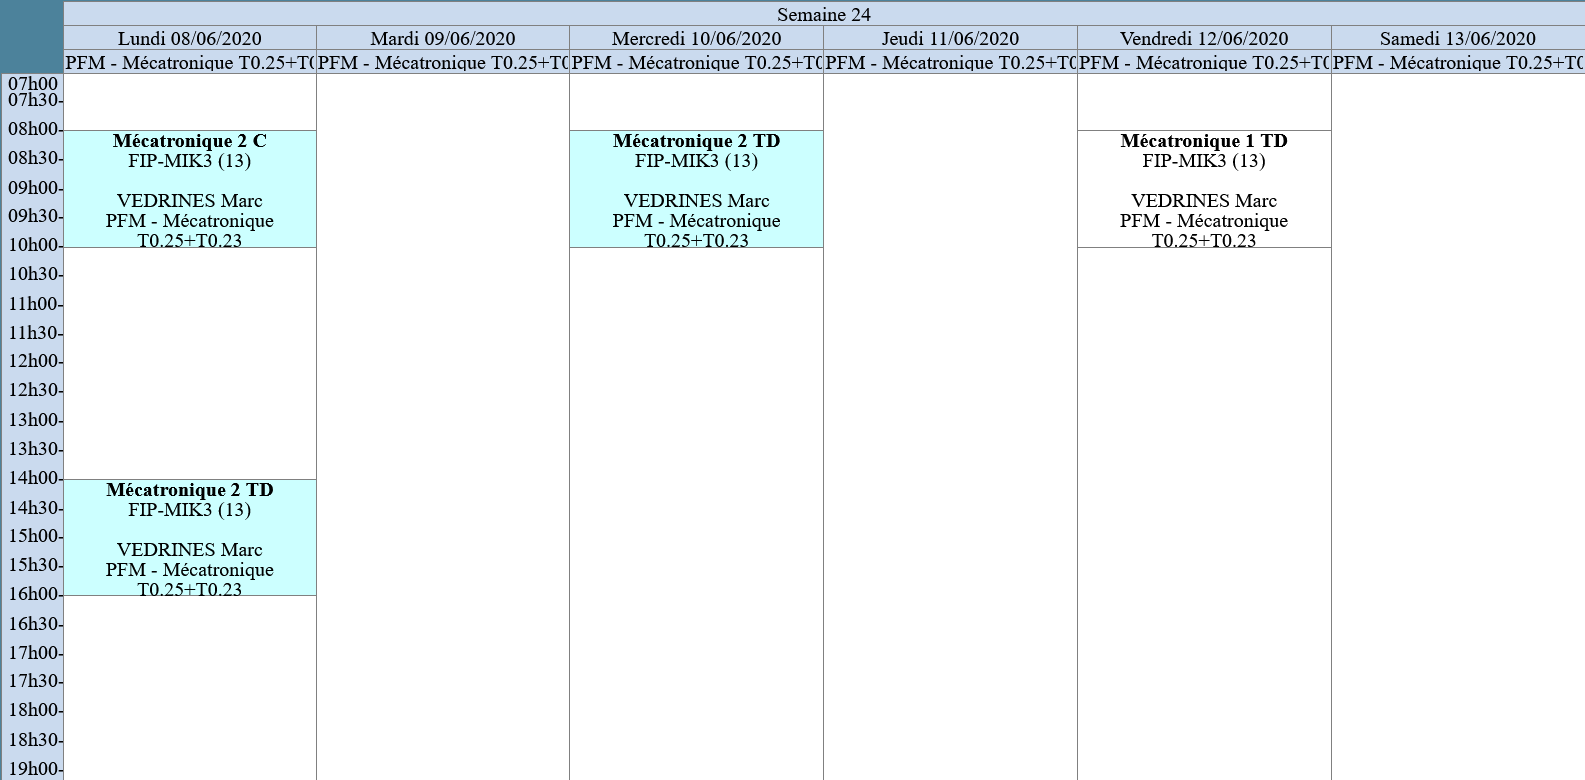 Semaine 24
Lundi 08/06/2020
Mardi 09/06/2020
Mercredi 10/06/2020
Jeudi 11/06/2020
Vendredi 12/06/2020
Samedi 13/06/2020
PFM - Mécatronique T0.25+T0
PFM - Mécatronique T0.25+T0
PFM - Mécatronique T0.25+T0
PFM - Mécatronique T0.25+T0
PFM - Mécatronique T0.25+T0
PFM - Mécatronique T0.25+T0
07h00
07h30
08h00
08h30
09h00
09h30
10h00
10h30
11h00
11h30
12h00
12h30
13h00
13h30
14h00
14h30
15h00
15h30
16h00
16h30
17h00
17h30
18h00
18h30
19h00
Mécatronique 2 C
FIP-MIK3 (13)
VEDRINES Marc
PFM - Mécatronique
T0.25+T0.23
Mécatronique 2 TD
FIP-MIK3 (13)
VEDRINES Marc
PFM - Mécatronique
T0.25+T0.23
Mécatronique 2 TD
FIP-MIK3 (13)
VEDRINES Marc
PFM - Mécatronique
T0.25+T0.23
Mécatronique 1 TD
FIP-MIK3 (13)
VEDRINES Marc
PFM - Mécatronique
T0.25+T0.23